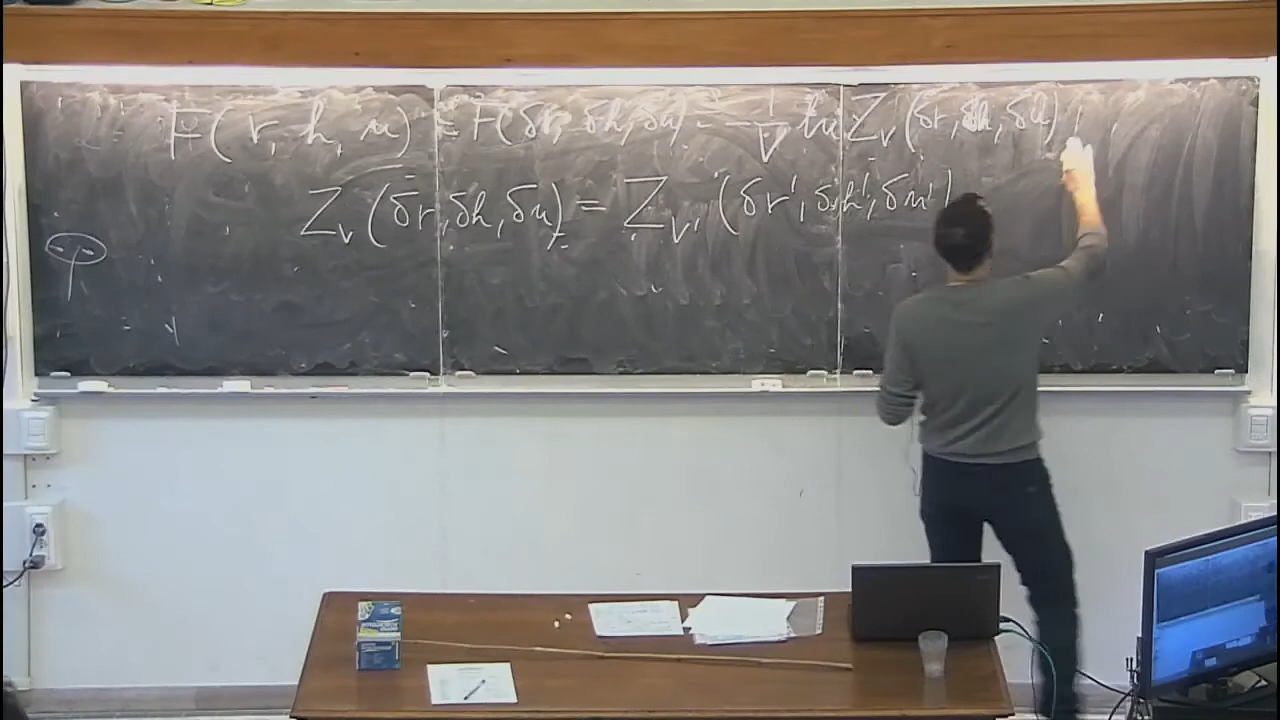 F(r, h, u) = F(δr, δh, δu) = - 1/V ln Z_V (δr, δh, δu)
Z_V (δr, δh, δu) = Z_V' (δr', δh', δu')